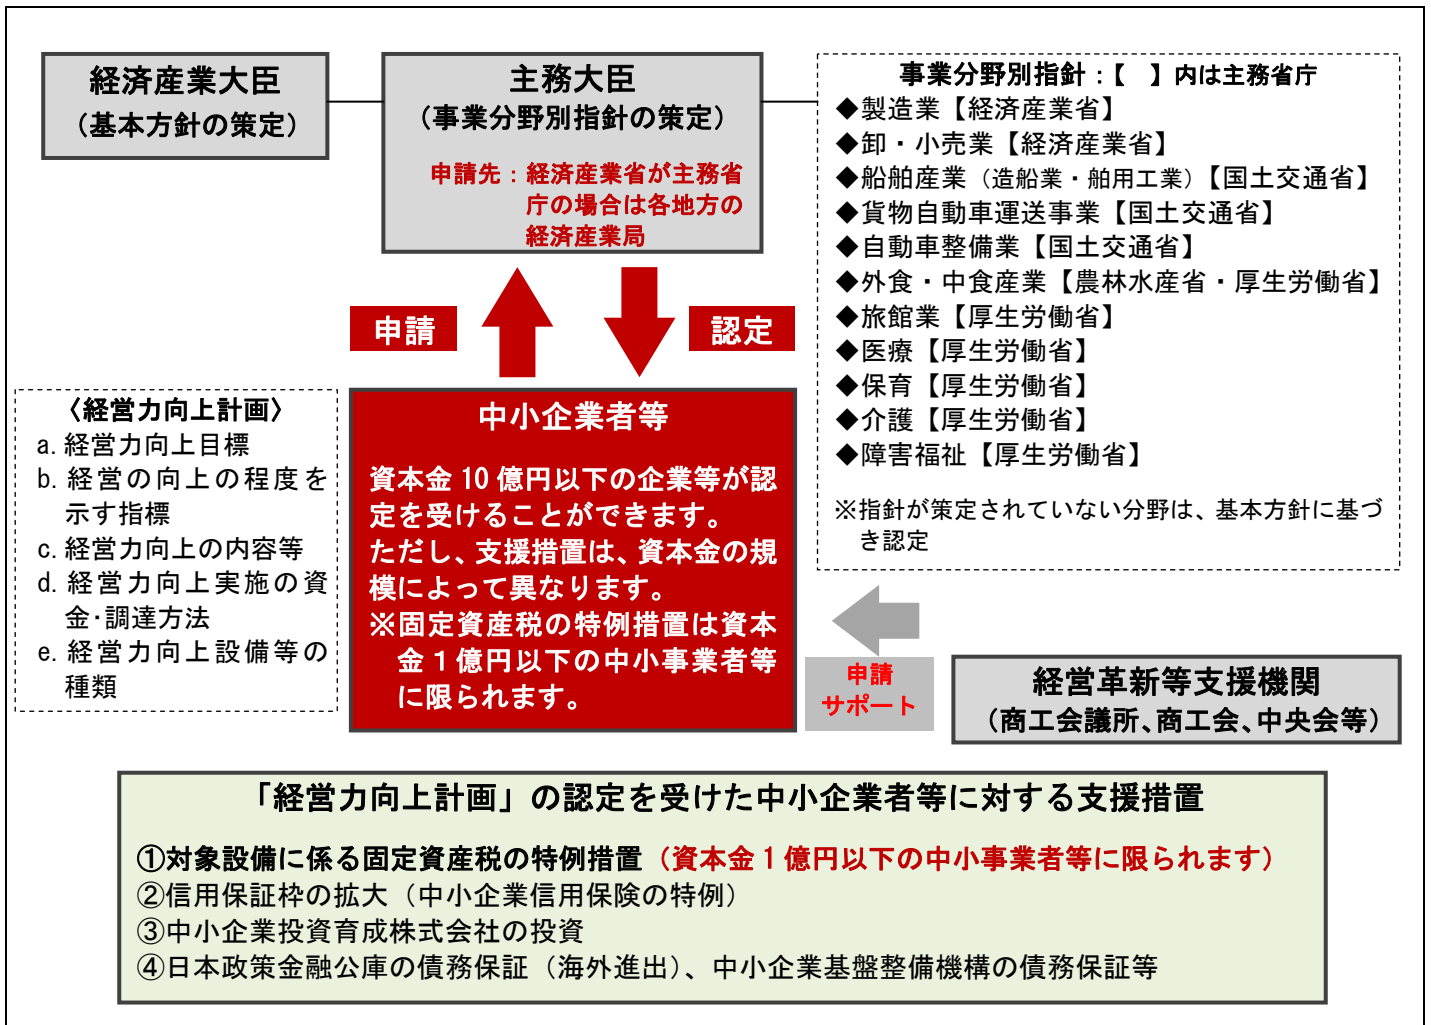 経済産業大臣
（基本方針の策定）
主務大臣
（事業分野別指針の策定）
申請先：経済産業省が主務省
庁の場合は各地方の
経済産業局
事業分野別指針：【　】内は主務省庁
◆製造業【経済産業省】
◆卸・小売業【経済産業省】
◆船舶産業（造船業・舶用工業）【国土交通省】
◆貨物自動車運送事業【国土交通省】
◆自動車整備業【国土交通省】
◆外食・中食産業【農林水産省・厚生労働省】
◆旅館業【厚生労働省】
◆医療【厚生労働省】
◆保育【厚生労働省】
◆介護【厚生労働省】
◆障害福祉【厚生労働省】
※指針が策定されていない分野は、基本方針に基づ
き認定
申請
認定
〈経営力向上計画〉
a. 経営力向上目標
b. 経営の向上の程度を
示す指標
c. 経営力向上の内容等
d. 経営力向上実施の資
金・調達方法
e. 経営力向上設備等の
種類
中小企業者等
資本金 10 億円以下の企業等が認
定を受けることができます。
ただし、支援措置は、資本金の規
模によって異なります。
※固定資産税の特例措置は資本
金１億円以下の中小事業者等
に限られます。
申請
サポート
経営革新等支援機関
（商工会議所、商工会、中央会等）
「経営力向上計画」の認定を受けた中小企業者等に対する支援措置
①対象設備に係る固定資産税の特例措置（資本金１億円以下の中小事業者等に限られます）
②信用保証枠の拡大（中小企業信用保険の特例）
③中小企業投資育成株式会社の投資
④日本政策金融公庫の債務保証（海外進出）、中小企業基盤整備機構の債務保証等